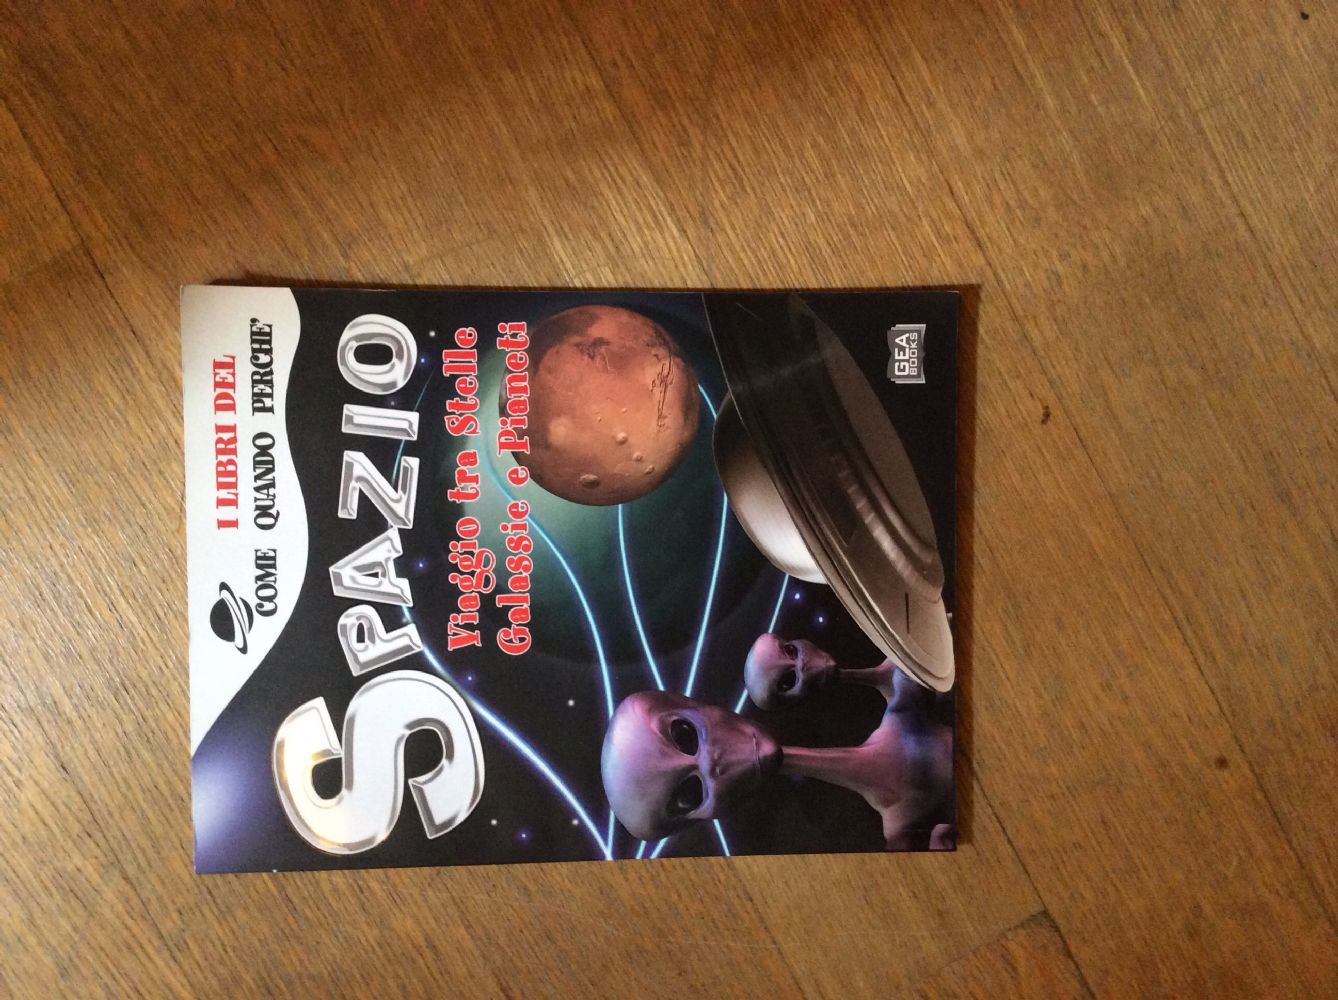 I LIBRI DEL
COME QUANDO PERCHE'
SPAZIO
Viaggio tra Stelle
Galassie e Pianeti
GEA
BOOKS